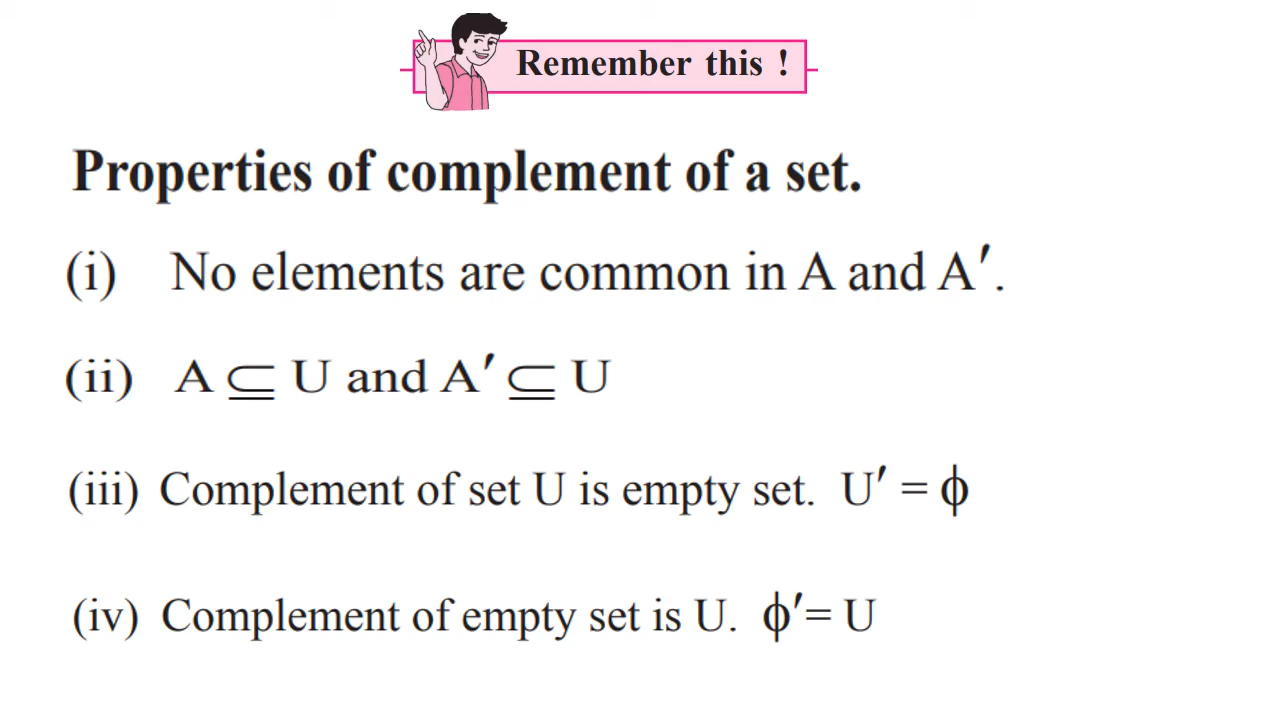 Remember this !
Properties of complement of a set.
(i) No elements are common in A and A′.
(ii) A ⊆ U and A′ ⊆ U
(iii) Complement of set U is empty set. U′ = ϕ
(iv) Complement of empty set is U. ϕ′= U